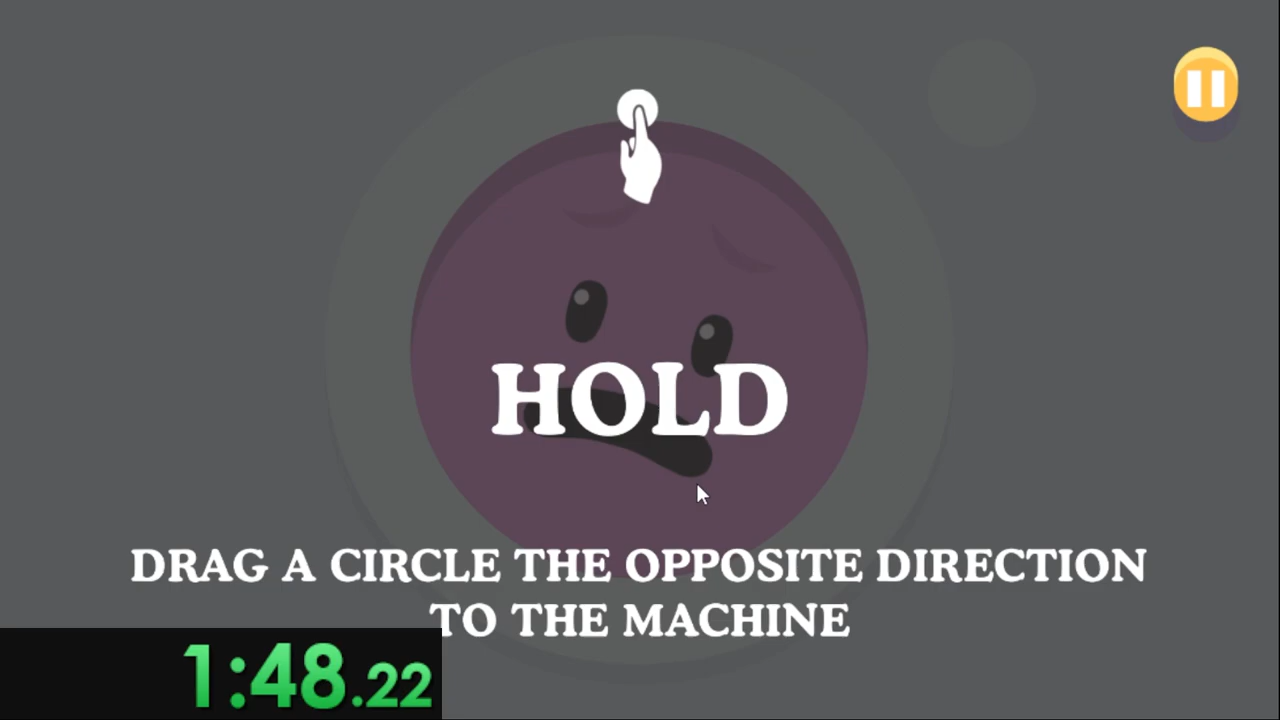 HOLD
DRAG A CIRCLE THE OPPOSITE DIRECTION
TO THE MACHINE
1:48.22